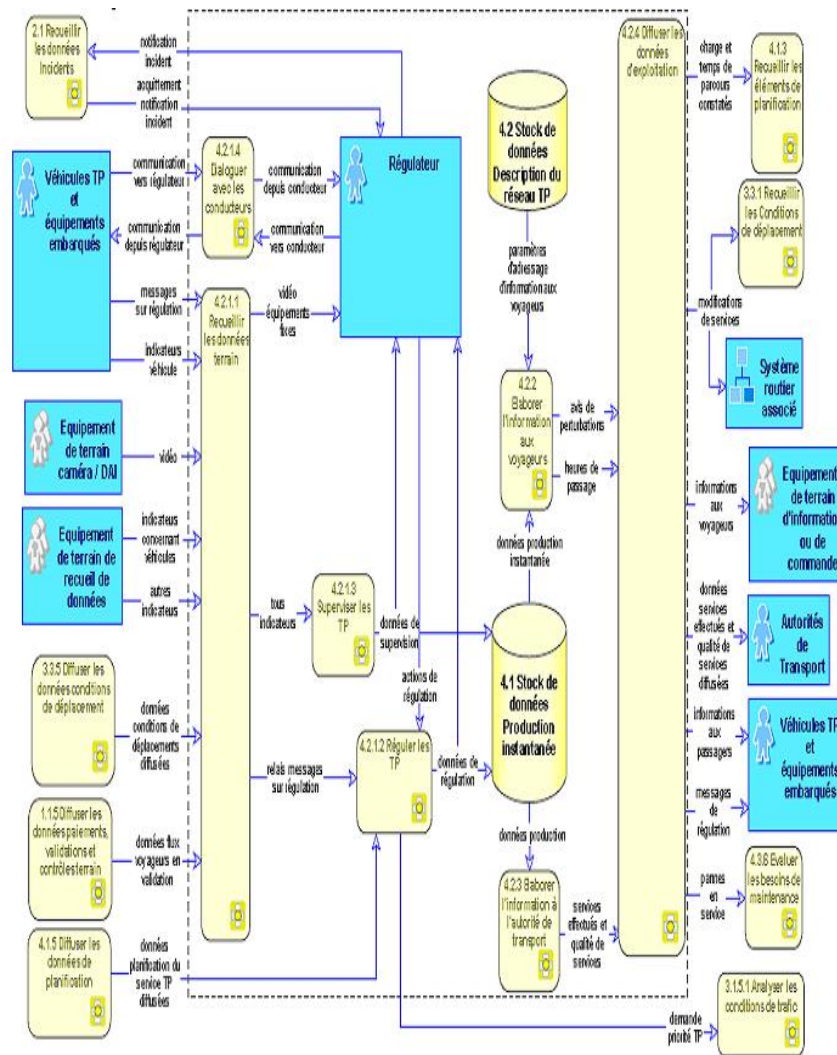 2.1 Recueillir
les données
Incidents
notification
incident
acquittement
notification
incident
Véhicules TP
et
équipements
embarqués
communication
vers régulateur
communication
depuis régulateur
messages
sur régulation
indicateurs
véhicule
4.2.1.4
Dialoguer
avec les
conducteurs
communication
depuis conducteur
communication
vers conducteur
Régulateur
4.2.1.1
Recueillir
les données
terrain
vidéo
équipements
fixes
Equipement
de terrain
caméra / DAI
vidéo
Equipement
de terrain de
recueil de
données
indicateurs
concernant
véhicules
autres
indicateurs
3.3.5 Diffuser les
données conditions
de déplacement
données
conditions de
déplacements
diffusées
1.1.5 Diffuser les
données paiements,
validations et
contrôles terrain
données flux
voyageurs en
validation
4.1.5 Diffuser les
données de
planification
données
planification du
service TP
diffusées
tous
indicateurs
4.2.1.3
Superviser les
TP
données de
supervision
relais messages
sur régulation
actions de
régulation
4.2.1.2 Réguler les
TP
données de
régulation
4.2 Stock de
données
Description du
réseau TP
paramètres
d'adressage
d'information aux
voyageurs
4.2.2
Elaborer
l'information
aux
voyageurs
avis de
perturbations
heures de
passage
données production
instantanée
4.1 Stock de
données
Production
instantanée
données production
4.2.3 Elaborer
l'information à
l'autorité de
transport
services
effectués et
qualité de
services
4.2.4 Diffuser les
données
d'exploitation
charge et
temps de
parcours
constatés
4.1.3
Recueillir les
éléments de
planification
3.3.1 Recueillir
les Conditions
de déplacement
modifications
de services
Système
routier
associé
informations
aux
voyageurs
Equipement
de terrain
d'information
ou de
commande
données
services
effectués et
qualité de
services
diffusées
Autorités
de
Transport
informations
aux
passagers
Véhicules TP
et
équipements
embarqués
messages
de
régulation
pannes
en
service
4.3.6 Evaluer
les besoins de
maintenance
demande
priorité TP
3.1.5.1 Analyser les
conditions de trafic